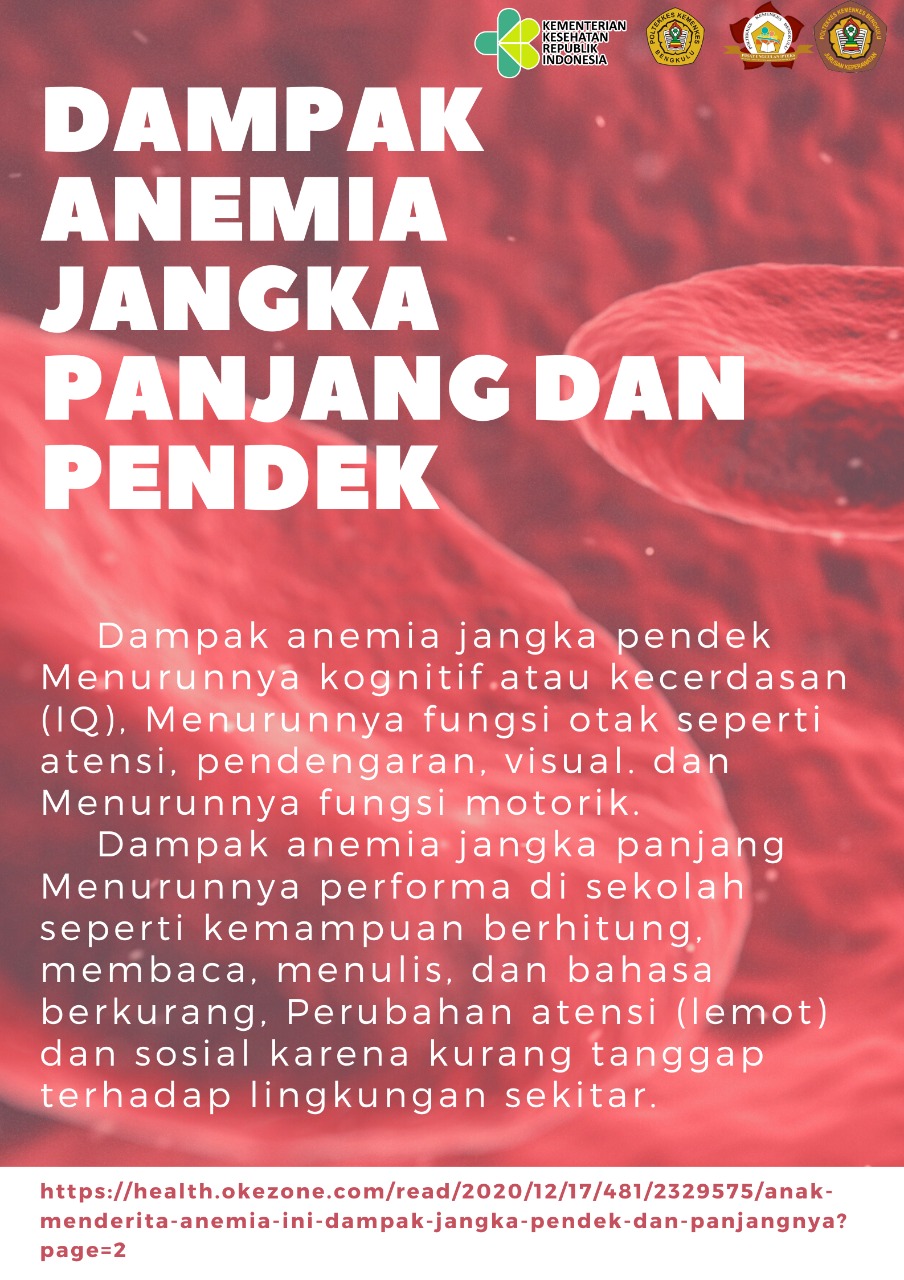 KEMENTERIAN
KESEHATAN
REPUBLIK
INDONESIA
POLTEKKES KEMENKES
BENGKULU
POLTEKKES KEMENKES BENGKULU
JURUSAN KEPERAWATAN
DAMPAK
ANEMIA
JANGKA
PANJANG DAN
PENDEK
Dampak anemia jangka pendek
Menurunnya kognitif atau kecerdasan
(IQ), Menurunnya fungsi otak seperti
atensi, pendengaran, visual. dan
Menurunnya fungsi motorik.
Dampak anemia jangka panjang
Menurunnya performa di sekolah
seperti kemampuan berhitung,
membaca, menulis, dan bahasa
berkurang, Perubahan atensi (lemot)
dan sosial karena kurang tanggap
terhadap lingkungan sekitar.
https://health.okezone.com/read/2020/12/17/481/2329575/anak-
menderita-anemia-ini-dampak-jangka-pendek-dan-panjangnya?
page=2